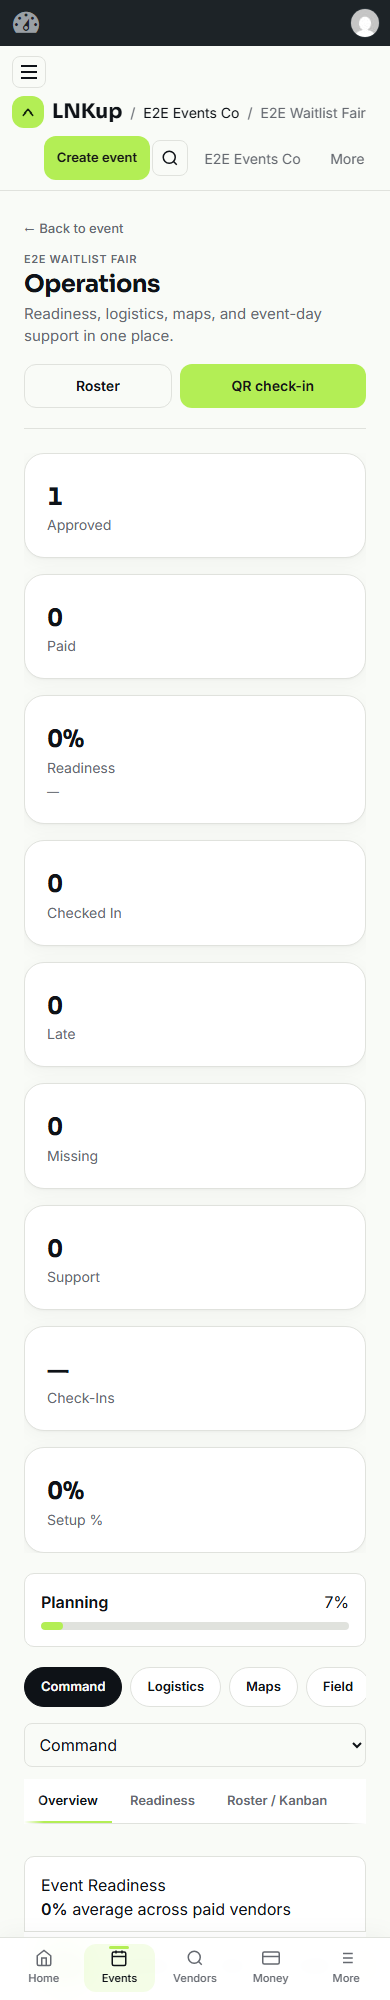 LNKup / E2E Events Co / E2E Waitlist Fair
Create event E2E Events Co More
← Back to event
E2E WAITLIST FAIR
Operations
Readiness, logistics, maps, and event-day
support in one place.
Roster QR check-in
1
Approved
0
Paid
0%
Readiness
—
0
Checked In
0
Late
0
Missing
0
Support
—
Check-Ins
0%
Setup %
Planning 7%
Command Logistics Maps Field
Command
Overview Readiness Roster / Kanban
Event Readiness
0% average across paid vendors
Home Events Vendors Money More